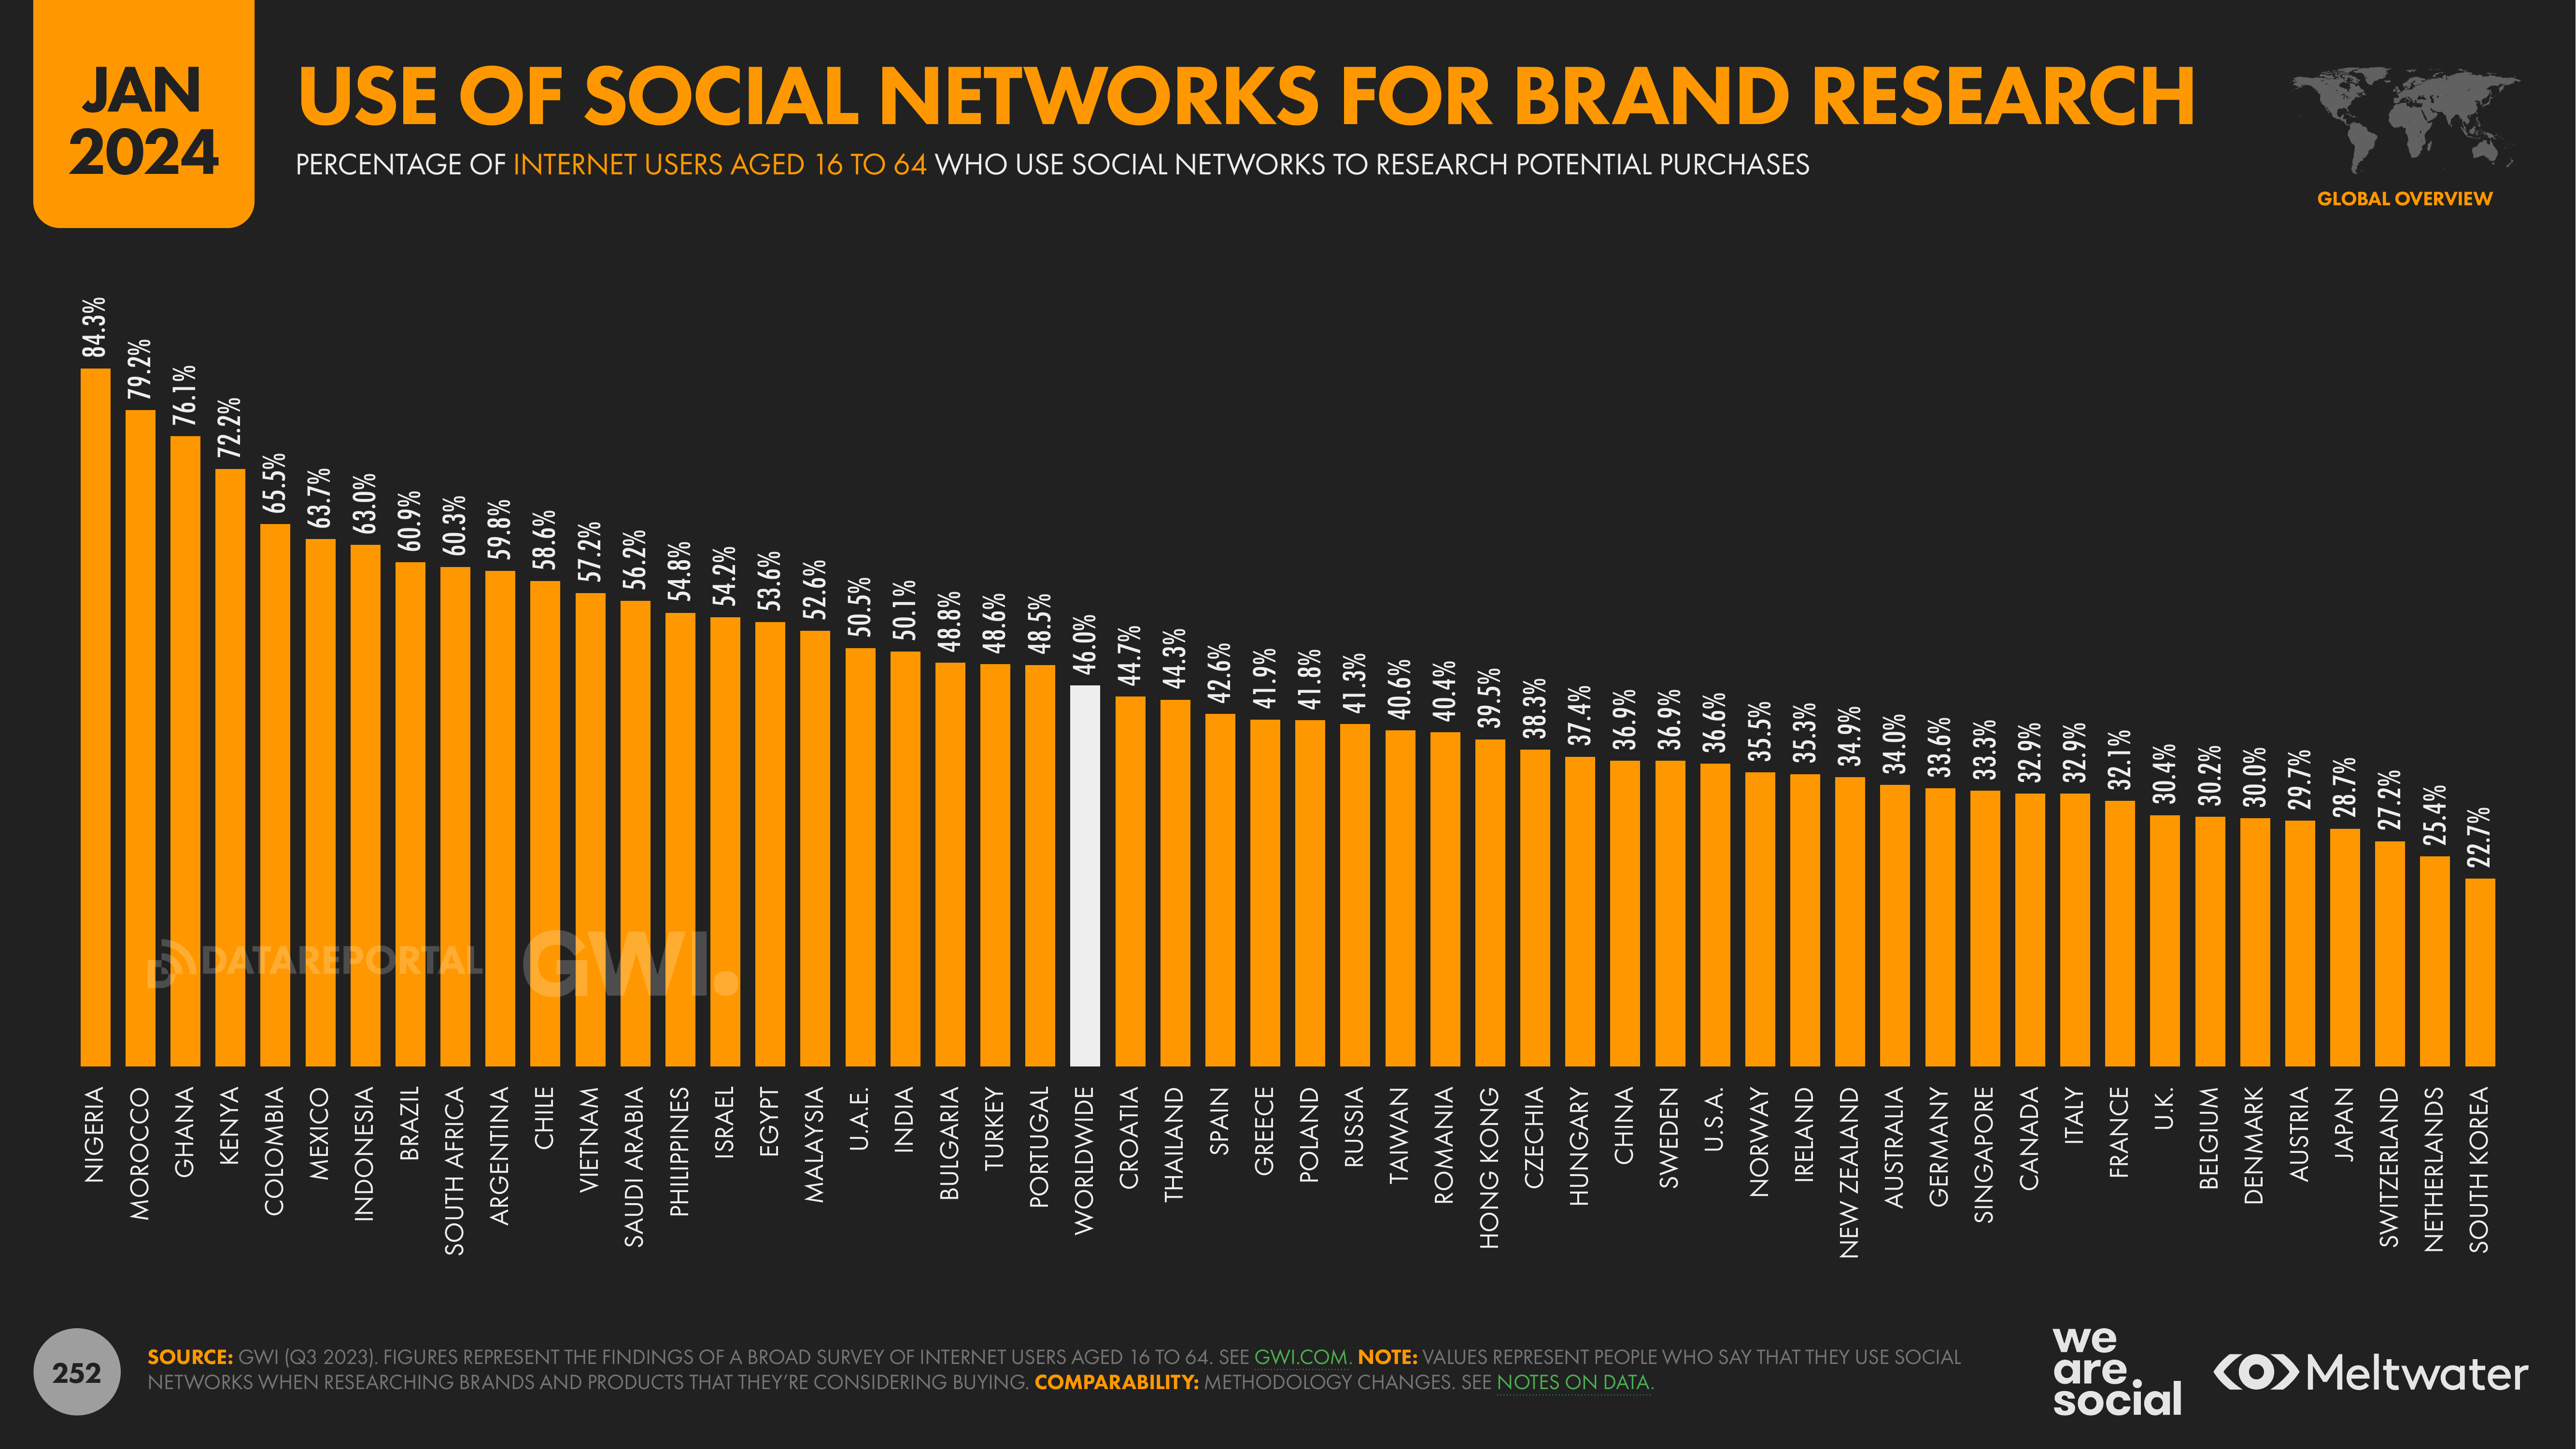 JAN
2024
USE OF SOCIAL NETWORKS FOR BRAND RESEARCH
PERCENTAGE OF INTERNET USERS AGED 16 TO 64 WHO USE SOCIAL NETWORKS TO RESEARCH POTENTIAL PURCHASES
GLOBAL OVERVIEW
84.3%
79.2%
76.1%
72.2%
65.5%
63.7%
63.0%
60.9%
60.3%
59.8%
58.6%
57.2%
56.2%
54.8%
54.2%
53.6%
52.6%
50.5%
50.1%
48.8%
48.6%
48.5%
46.0%
44.7%
44.3%
42.6%
41.9%
41.8%
41.3%
40.6%
40.4%
39.5%
38.3%
37.4%
36.9%
36.9%
36.6%
35.5%
35.3%
34.9%
34.0%
33.6%
33.3%
32.9%
32.9%
32.1%
30.4%
30.2%
30.0%
29.7%
28.7%
27.2%
25.4%
22.7%
DATAREPORTAL
GWI.
NIGERIA
MOROCCO
GHANA
KENYA
COLOMBIA
MEXICO
INDONESIA
BRAZIL
SOUTH AFRICA
ARGENTINA
CHILE
VIETNAM
SAUDI ARABIA
PHILIPPINES
ISRAEL
EGYPT
MALAYSIA
U.A.E.
INDIA
BULGARIA
TURKEY
PORTUGAL
WORLDWIDE
CROATIA
THAILAND
SPAIN
GREECE
POLAND
RUSSIA
TAIWAN
ROMANIA
HONG KONG
CZECHIA
HUNGARY
CHINA
SWEDEN
U.S.A.
NORWAY
IRELAND
NEW ZEALAND
AUSTRALIA
GERMANY
SINGAPORE
CANADA
ITALY
FRANCE
U.K.
BELGIUM
DENMARK
AUSTRIA
JAPAN
SWITZERLAND
NETHERLANDS
SOUTH KOREA
252
SOURCE: GWI (Q3 2023). FIGURES REPRESENT THE FINDINGS OF A BROAD SURVEY OF INTERNET USERS AGED 16 TO 64. SEE GWI.COM. NOTE: VALUES REPRESENT PEOPLE WHO SAY THAT THEY USE SOCIAL
NETWORKS WHEN RESEARCHING BRANDS AND PRODUCTS THAT THEY'RE CONSIDERING BUYING. COMPARABILITY: METHODOLOGY CHANGES. SEE NOTES ON DATA.
we
are
social
Meltwater